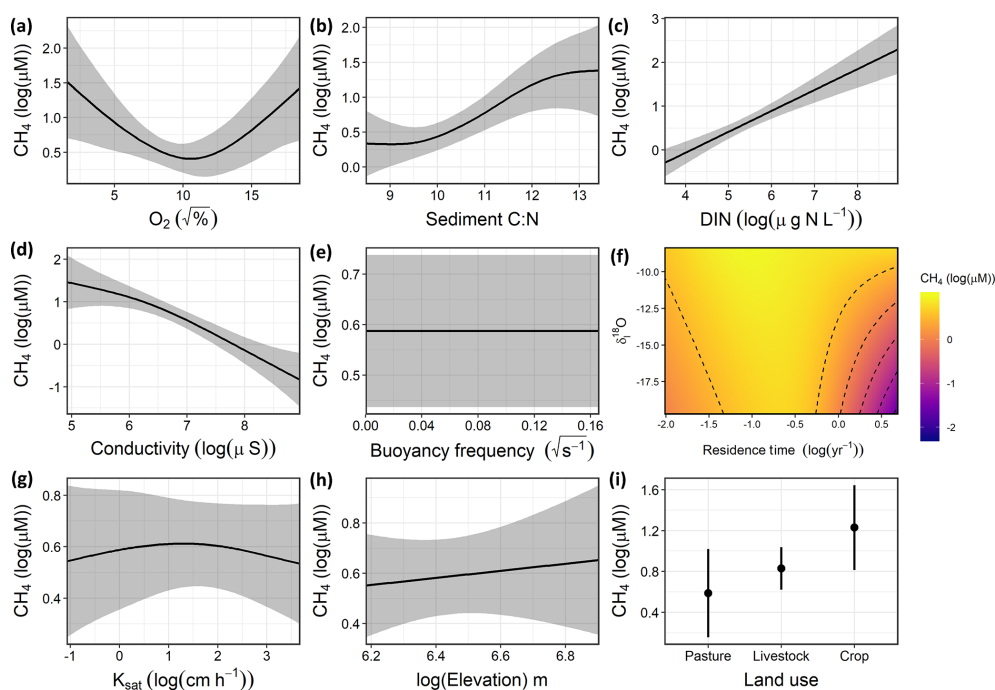 (a)
CH₄ (log(μM))
2.0
1.5
1.0
0.5
5
10
15
O₂ (√%)
(b)
CH₄ (log(μM))
2.0
1.5
1.0
0.5
0.0
9
10
11
12
13
Sediment C:N
(c)
CH₄ (log(μM))
3
2
1
0
4
5
6
7
8
DIN (log(μ g N L⁻¹)
(d)
CH₄ (log(μM))
2
1
0
-1
5
6
7
8
Conductivity (log(μ S))
(e)
CH₄ (log(μM))
0.7
0.6
0.5
0.00
0.04
0.08
0.12
0.16
Buoyancy frequency (√s⁻¹)
(f)
δₗ¹⁸O
-10.0
-12.5
-15.0
-17.5
-2.0
-1.5
-1.0
-0.5
0.0
0.5
Residence time (log(yr⁻¹))
CH₄ (log(μM))
1
0
-1
-2
(g)
CH₄ (log(μM))
0.8
0.6
0.4
-1
0
1
2
3
Kₛₐₜ (log(cm h⁻¹)
(h)
CH₄ (log(μM))
0.8
0.6
0.4
6.2
6.4
6.6
6.8
log(Elevation) m
(i)
CH₄ (log(μM))
1.6
1.2
0.8
0.4
Pasture
Livestock
Crop
Land use